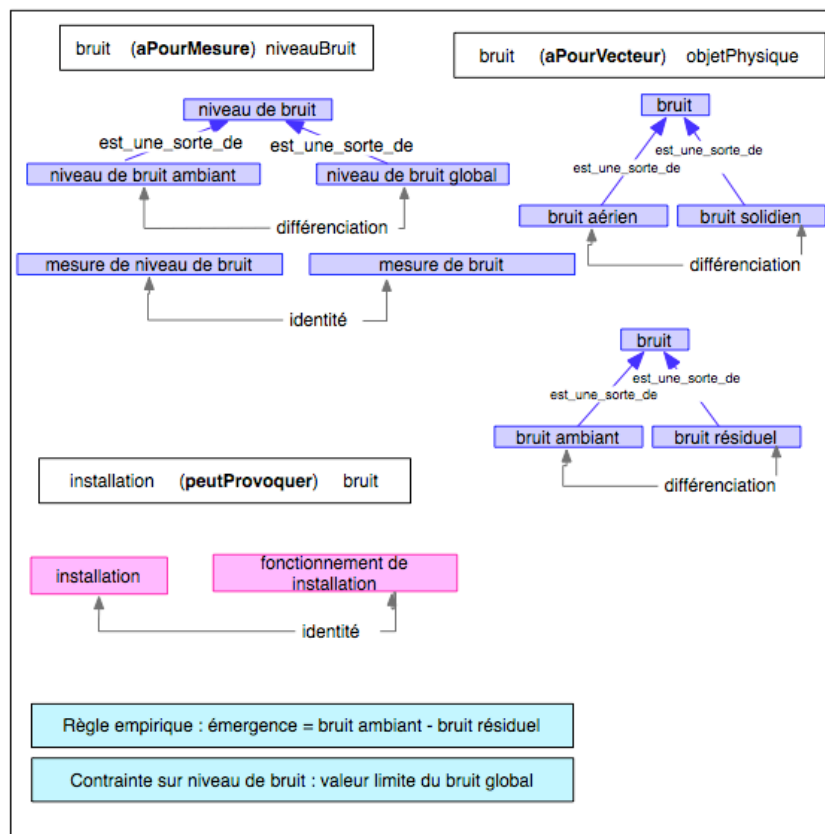 bruit (aPourMesure) niveauBruit
niveau de bruit
est_une_sorte_de est_une_sorte_de
niveau de bruit ambiant niveau de bruit global
différenciation
mesure de niveau de bruit mesure de bruit
identité
bruit (aPourVecteur) objetPhysique
bruit
est_une_sorte_de
est_une_sorte_de
bruit aérien bruit solidien
différenciation
bruit
est_une_sorte_de
est_une_sorte_de
bruit ambiant bruit résiduel
différenciation
installation (peutProvoquer) bruit
installation
fonctionnement de
installation
identité
Règle empirique : émergence = bruit ambiant - bruit résiduel
Contrainte sur niveau de bruit : valeur limite du bruit global